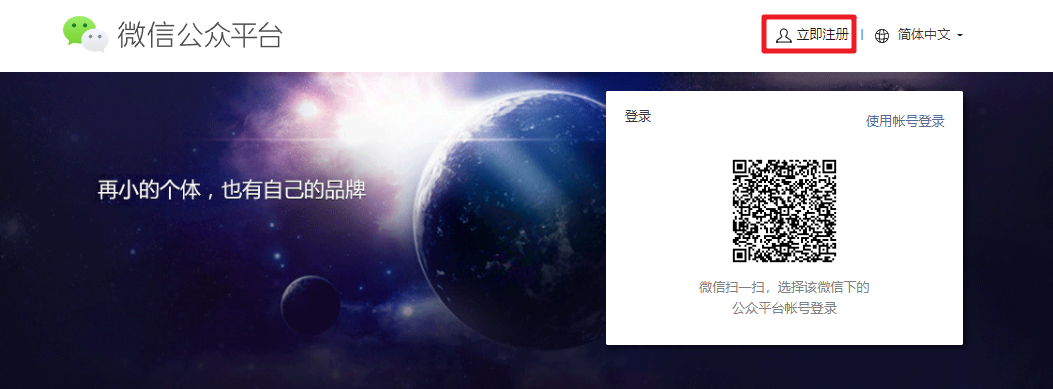 微信公众平台
立即注册
简体中文
登录
使用帐号登录
再小的个体，也有自己的品牌
微信扫一扫，选择该微信下的
公众平台帐号登录